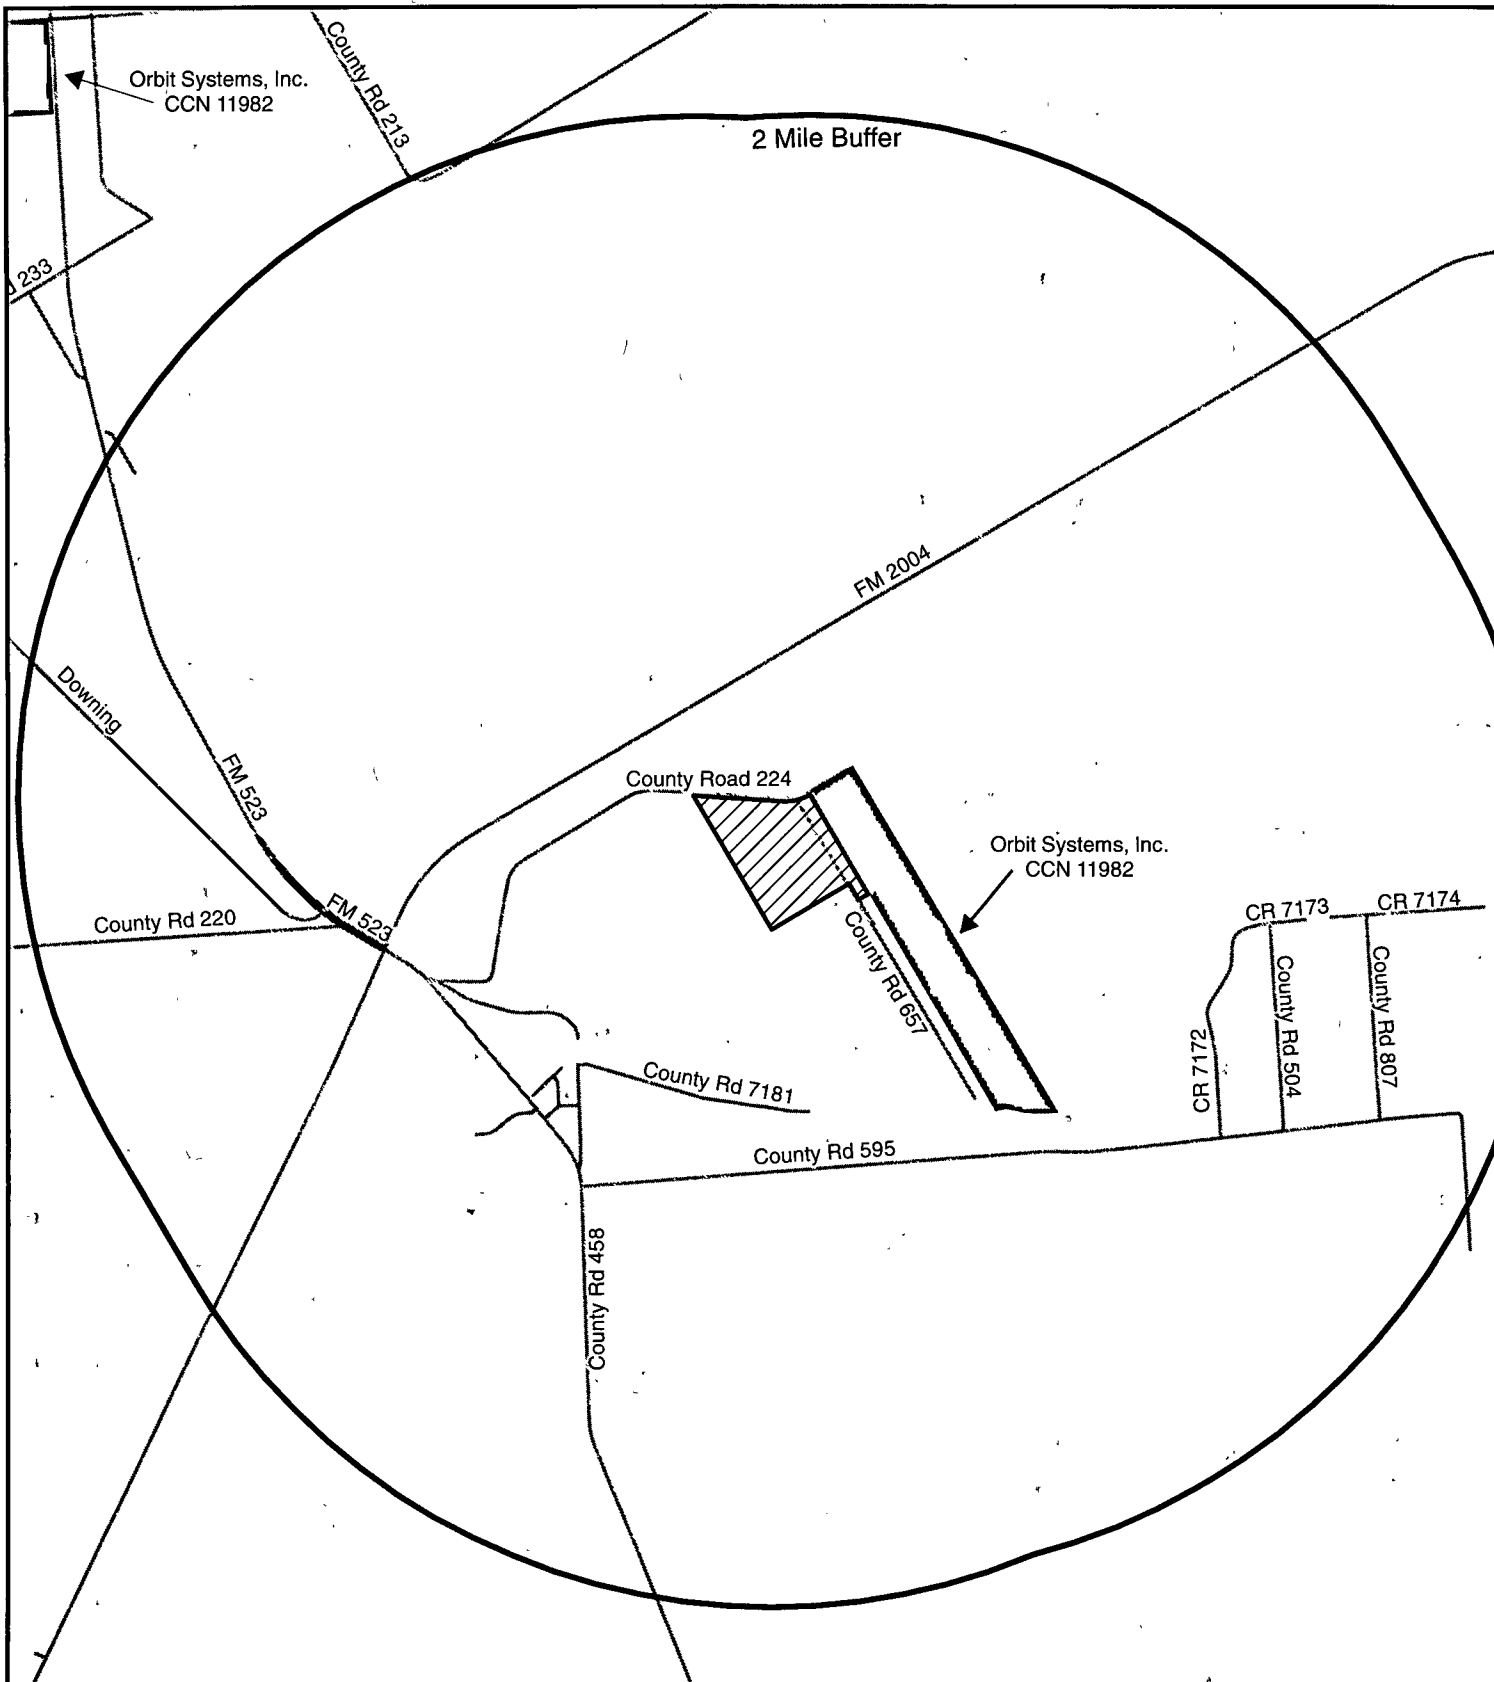 County Rd 213
Orbit Systems, Inc.
CCN 11982
2 Mile Buffer
233
FM 2004
Downing
FM 523
County Road 224
Orbit Systems, Inc.
CCN 11982
FM 523
County Rd 220
CR 7173
CR 7174
County Rd 657
County Rd 504
County Rd 807
CR 7172
County Rd 7181
County Rd 595
County Rd 458